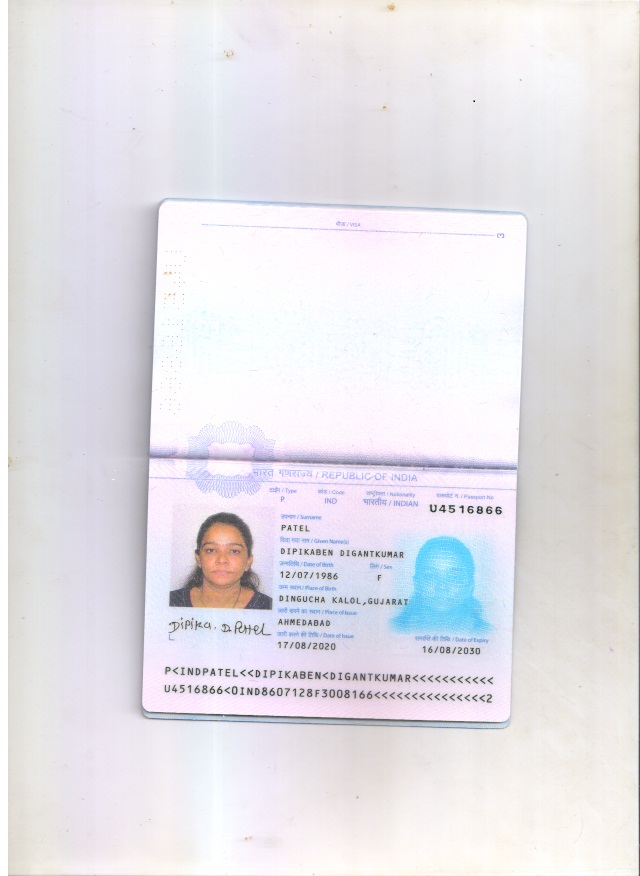 वीज़ा / VISA
3
भारत गणराज्य / REPUBLIC OF INDIA
टाईप / Type कोड / Code राष्ट्रीयता / Nationality पासपोर्ट न. / Passport No.
P IND भारतीय / INDIAN U4516866
उपनाम / Surname
PATEL
दिया गया नाम / Given Name(s)
DIPIKABEN DIGANTKUMAR
जन्मतिथि / Date of Birth लिंग / Sex
12/07/1986 F
जन्म स्थान / Place of Birth
DINGUCHA KALOL,GUJARAT
जारी करने का स्थान / Place of Issue
AHMEDABAD
जारी करने की तिथि / Date of Issue समाप्ति की तिथि / Date of Expiry
17/08/2020 16/08/2030
Dipika. D. Patel
P<INDPATEL<<DIPIKABEN<DIGANTKUMAR<<<<<<<<<<<
U4516866<0IND8607128F3008166<<<<<<<<<<<<<<<2